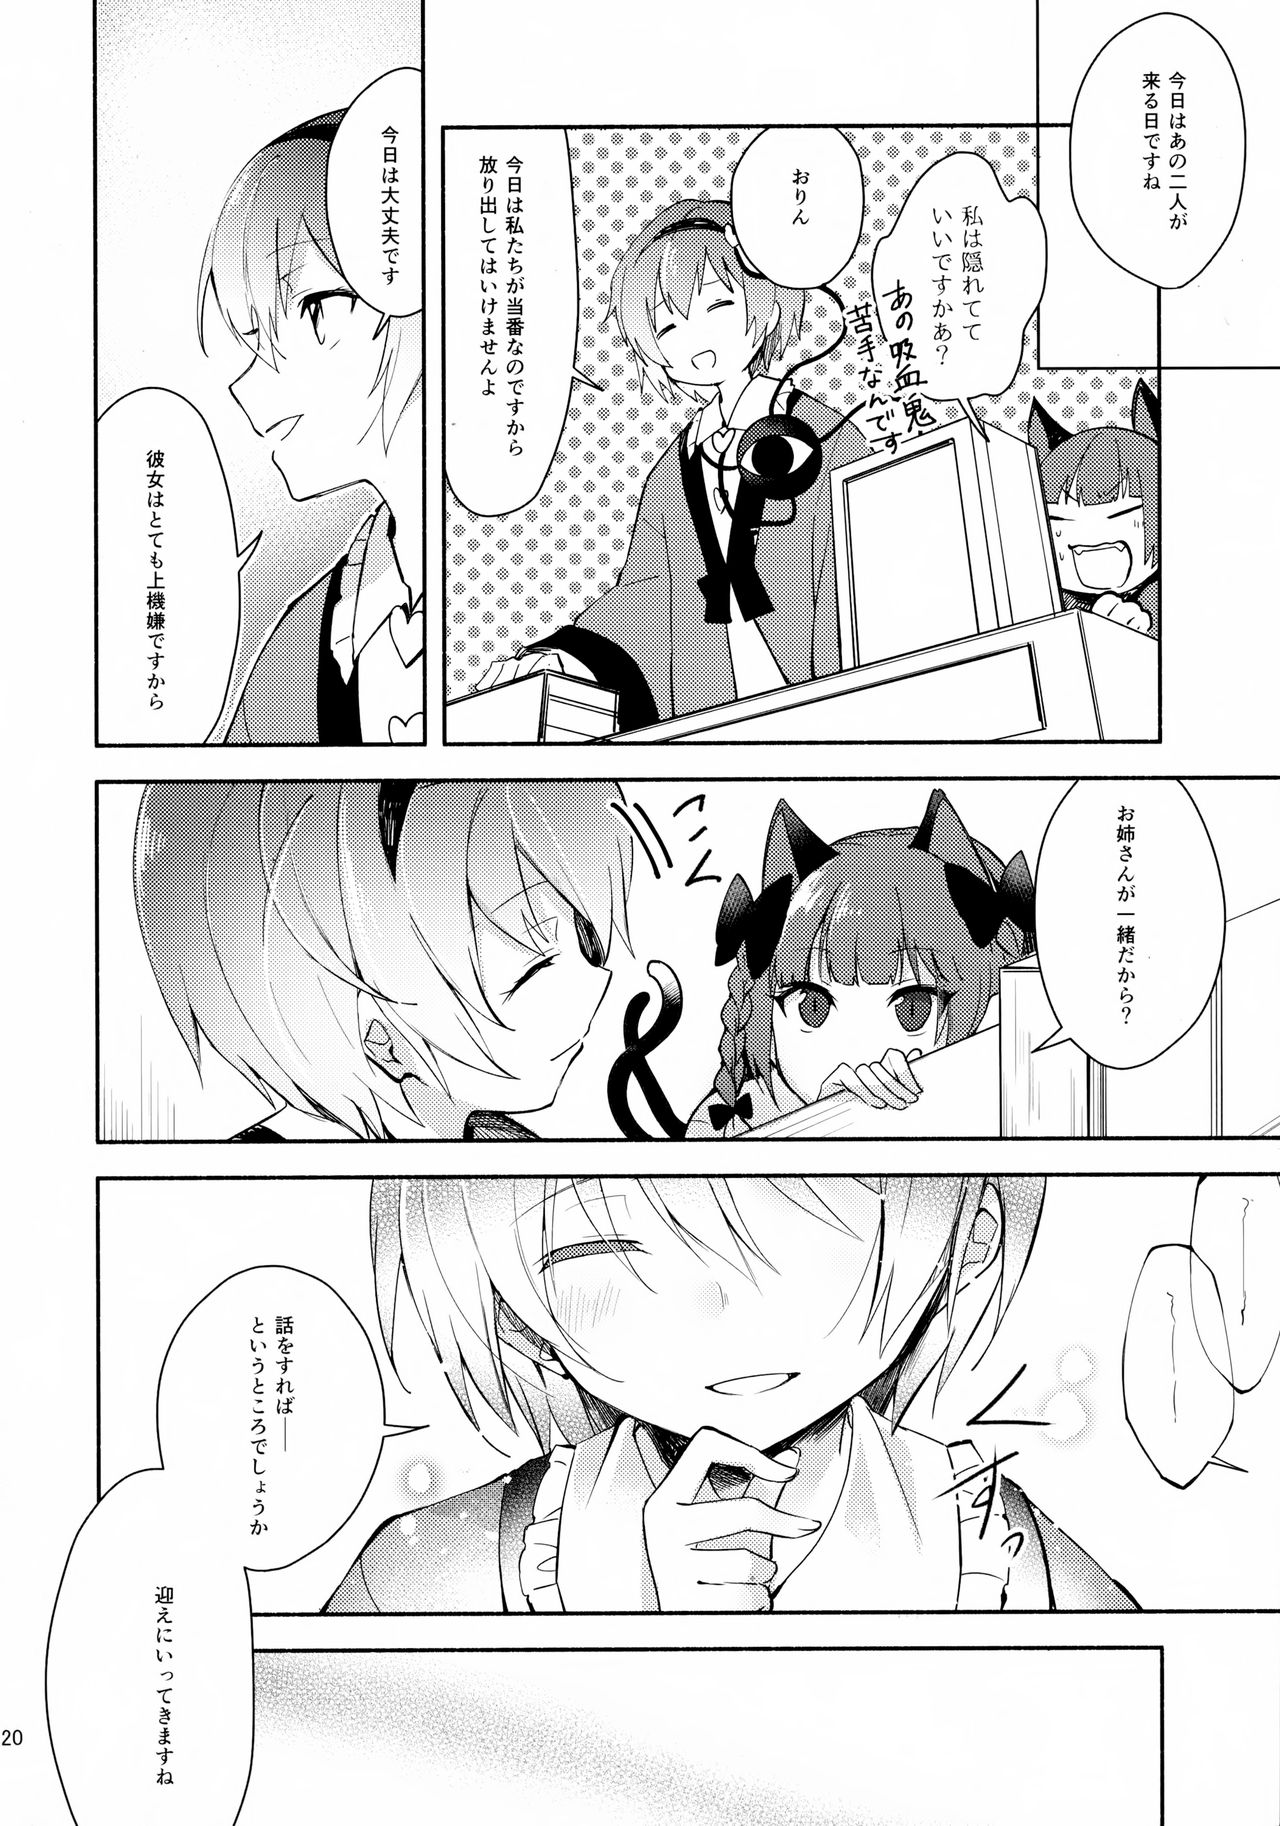 今日はあの二人が
来る日ですね
私は隠れてて
いいですかあ?
あの吸血鬼
苦手なんです
おりん
今日は私たちが当番なのですから
放り出してはいけませんよ
今日は大丈夫です
彼女はとても上機嫌ですから
お姉さんが一緒だから?
ニコニコ
話をすれば――
というところでしょうか
すっ
迎えにいってきますね
20